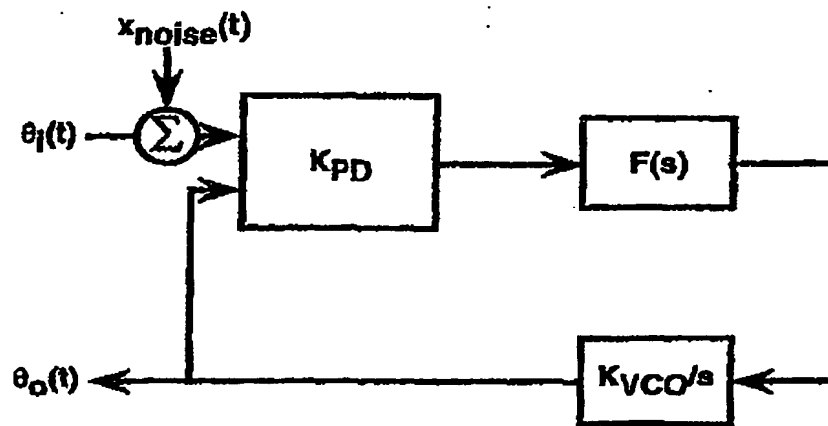 xnoise(t)
θi(t)
Σ
KPD
F(s)
θo(t)
KVCO/s